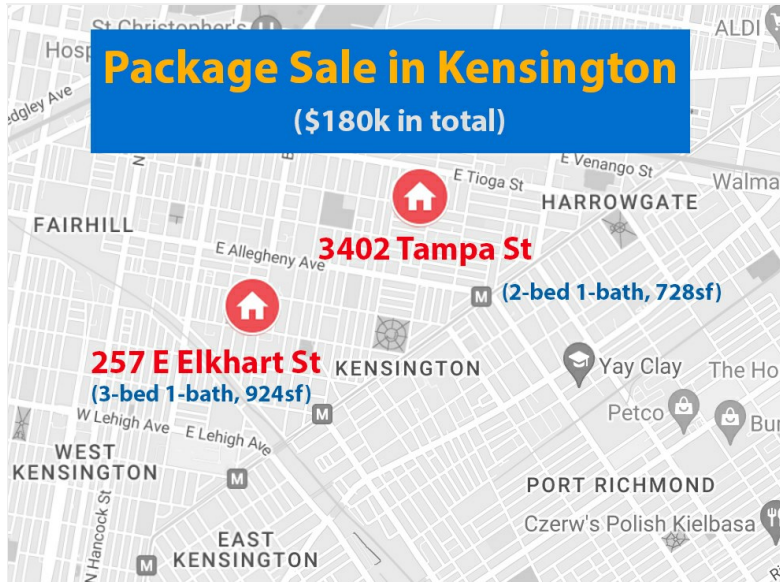 St Christopher's
Hosp
ALDI
Package Sale in Kensington
($180k in total)
edgley Ave
E Venango St
E Tioga St
Walma
HARROWGATE
FAIRHILL
3402 Tampa St
E Allegheny Ave
M
(2-bed 1-bath, 728sf)
257 E Elkhart St
KENSINGTON
Yay Clay
The Ho
(3-bed 1-bath, 924sf)
Petco
M
Bur
W Lehigh Ave
E Lehigh Ave
WEST
KENSINGTON
M
PORT RICHMOND
N Hancock St
Czerw's Polish Kielbasa
EAST
KENSINGTON
M